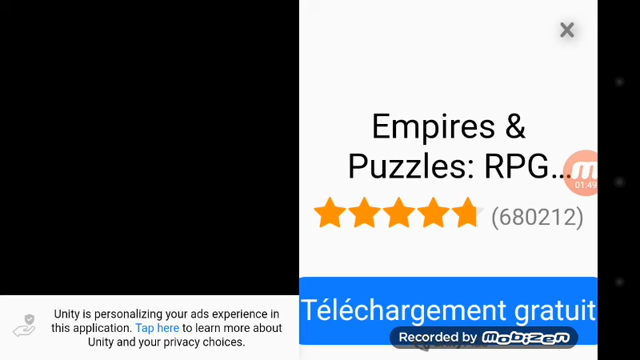 Empires &
Puzzles: RPG...
01:49
(680212)
Téléchargement gratuit
Recorded by MOBIZEN
Unity is personalizing your ads experience in
this application. Tap here to learn more about
Unity and your privacy choices.